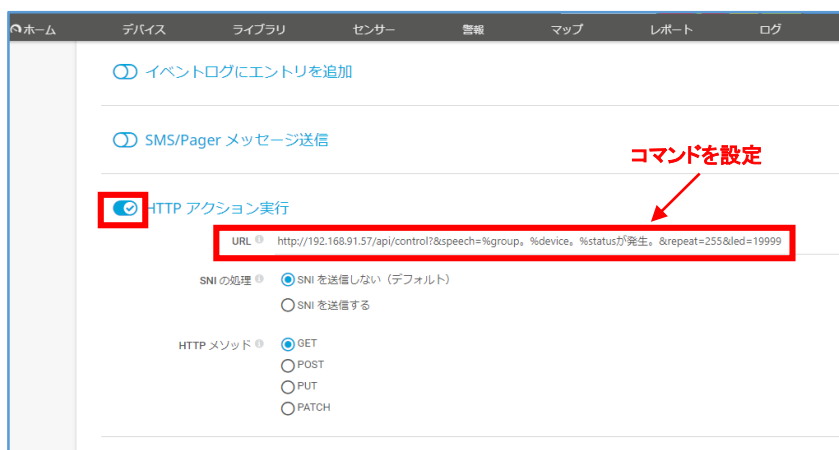 ホーム デバイス ライブラリ センサー 警報 マップ レポート ログ
イベントログにエントリを追加
SMS/Pager メッセージ送信
コマンドを設定
HTTP アクション実行
URL http://192.168.91.57/api/control?&speech=%group。%device。%statusが発生。&repeat=255&led=19999
SNI の処理 SNI を送信しない（デフォルト）
SNI を送信する
HTTP メソッド GET
POST
PUT
PATCH